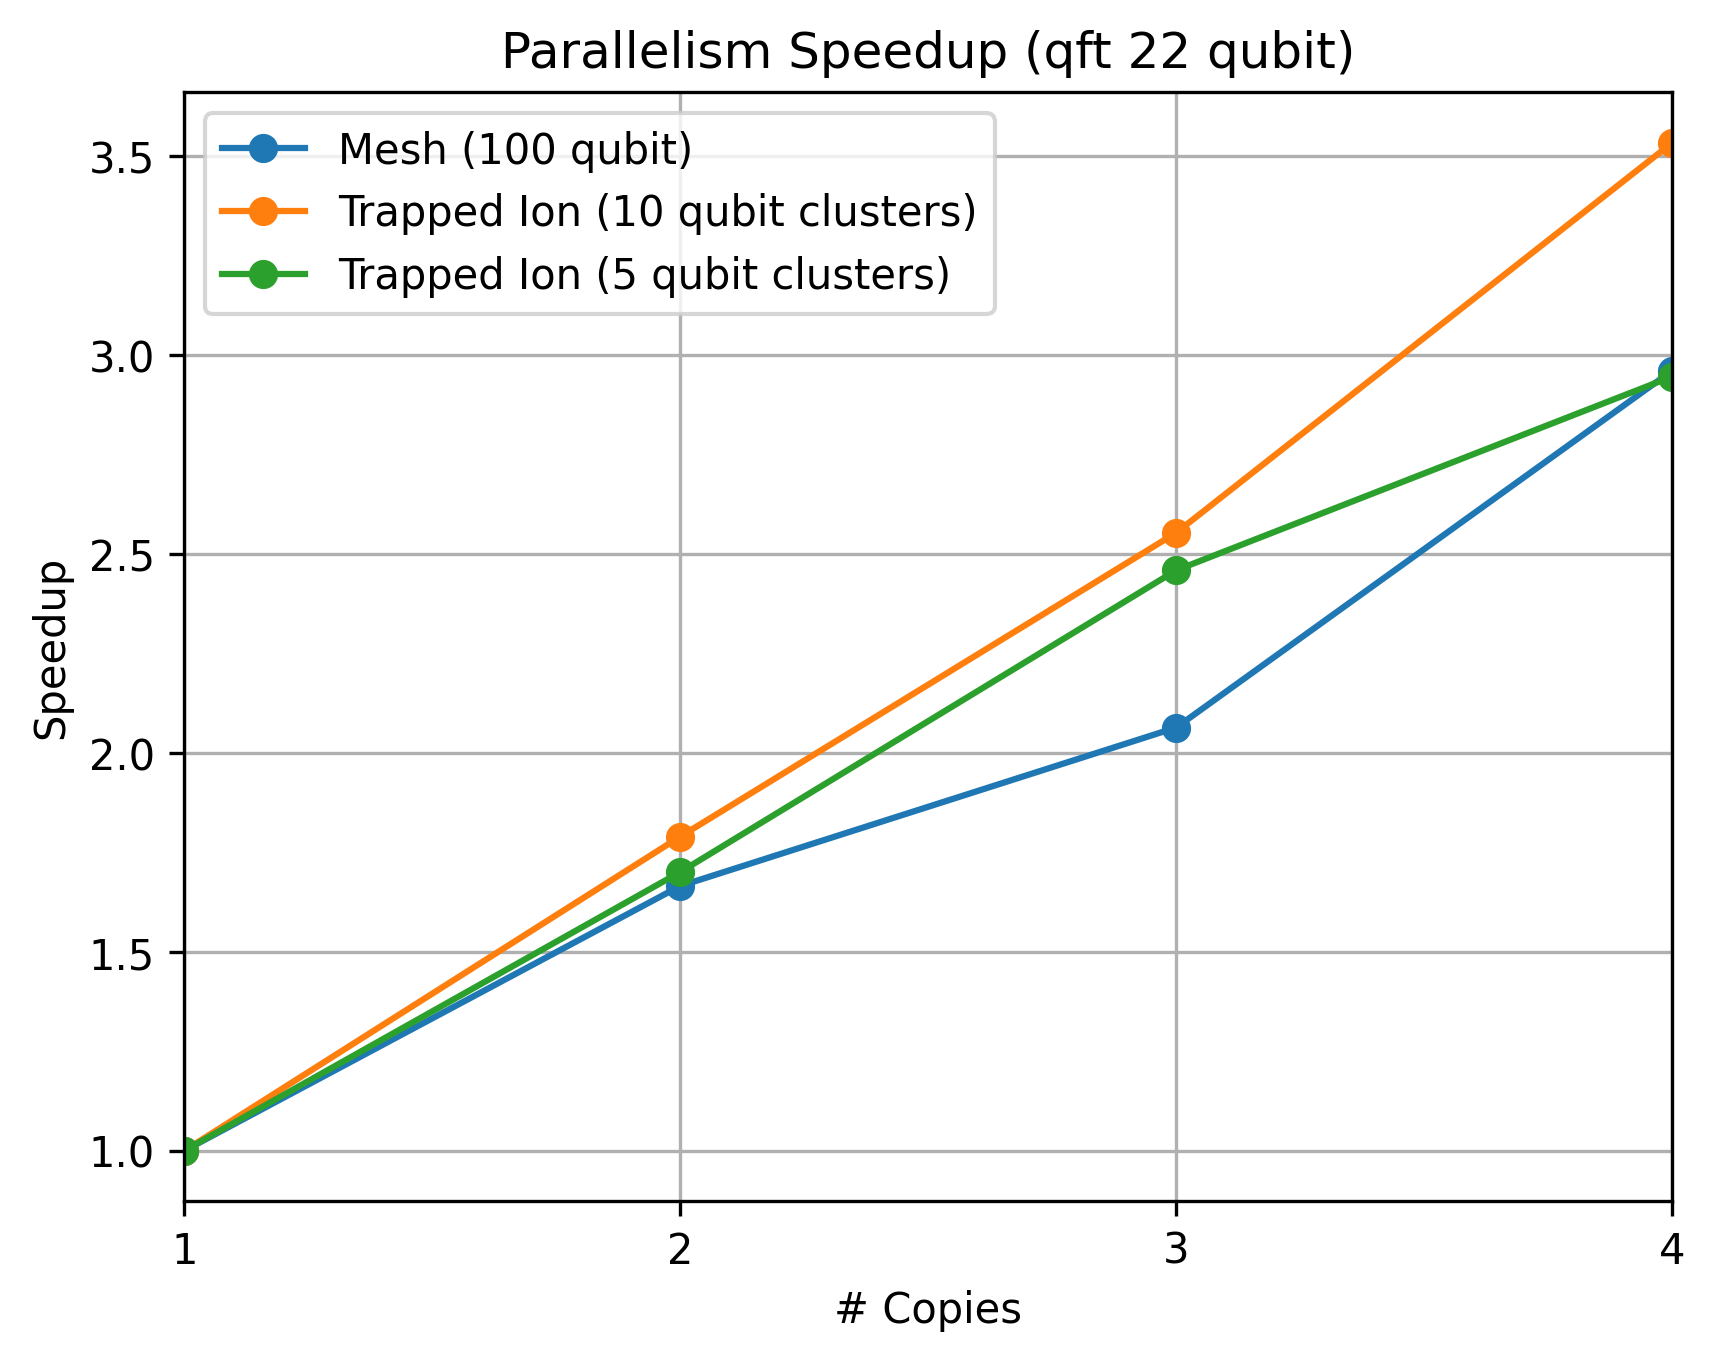 Parallelism Speedup (qft 22 qubit)
Mesh (100 qubit)
Trapped Ion (10 qubit clusters)
Trapped Ion (5 qubit clusters)
3.5
3.0
2.5
2.0
1.5
1.0
Speedup
1 2 3 4
# Copies